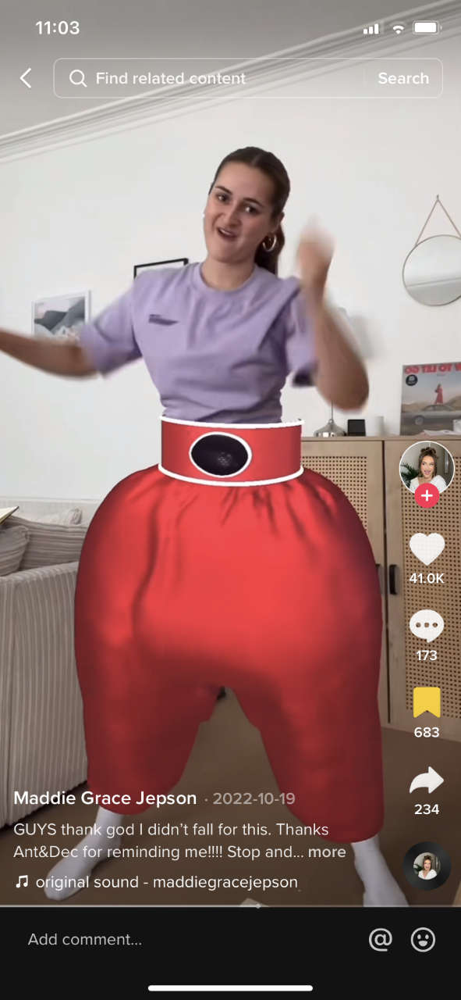 11:03
Find related content
Search
41.0K
173
683
234
Maddie Grace Jepson · 2022-10-19
GUYS thank god I didn’t fall for this. Thanks
Ant&Dec for reminding me!!!! Stop and... more
original sound - maddiegracejepson
Add comment...